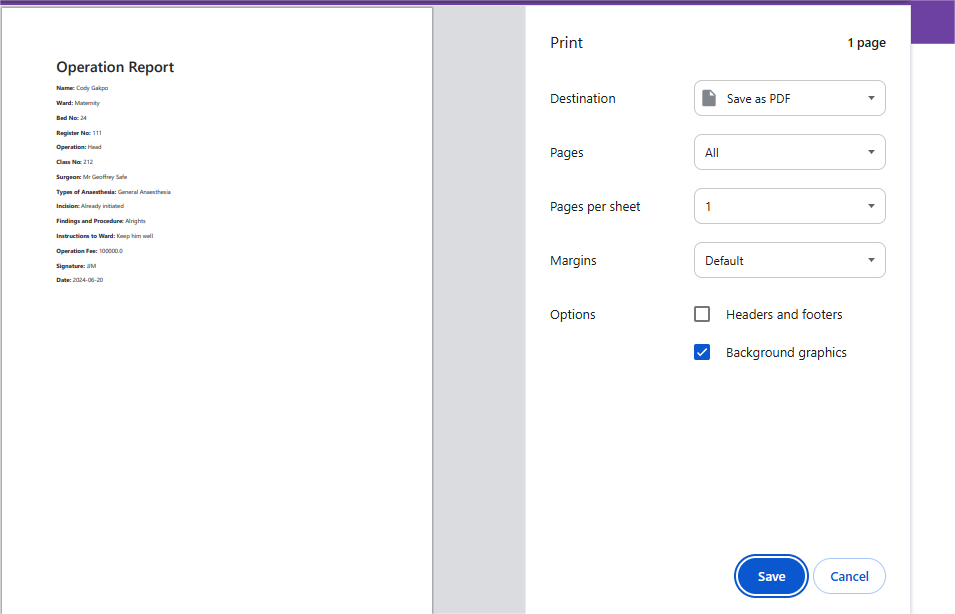 Operation Report
Name: Cody Gakpo
Ward: Maternity
Bed No: 24
Register No: 111
Operation: Head
Class No: 212
Surgeon: Mr Geoffrey Safe
Types of Anaesthesia: General Anaesthesia
Incision: Already initiated
Findings and Procedure: Alrights
Instructions to Ward: Keep him well
Operation Fee: 100000.0
Signature: JJM
Date: 2024-06-20
Print
1 page
Destination
Save as PDF
Pages
All
Pages per sheet
1
Margins
Default
Options
Headers and footers
Background graphics
Save
Cancel